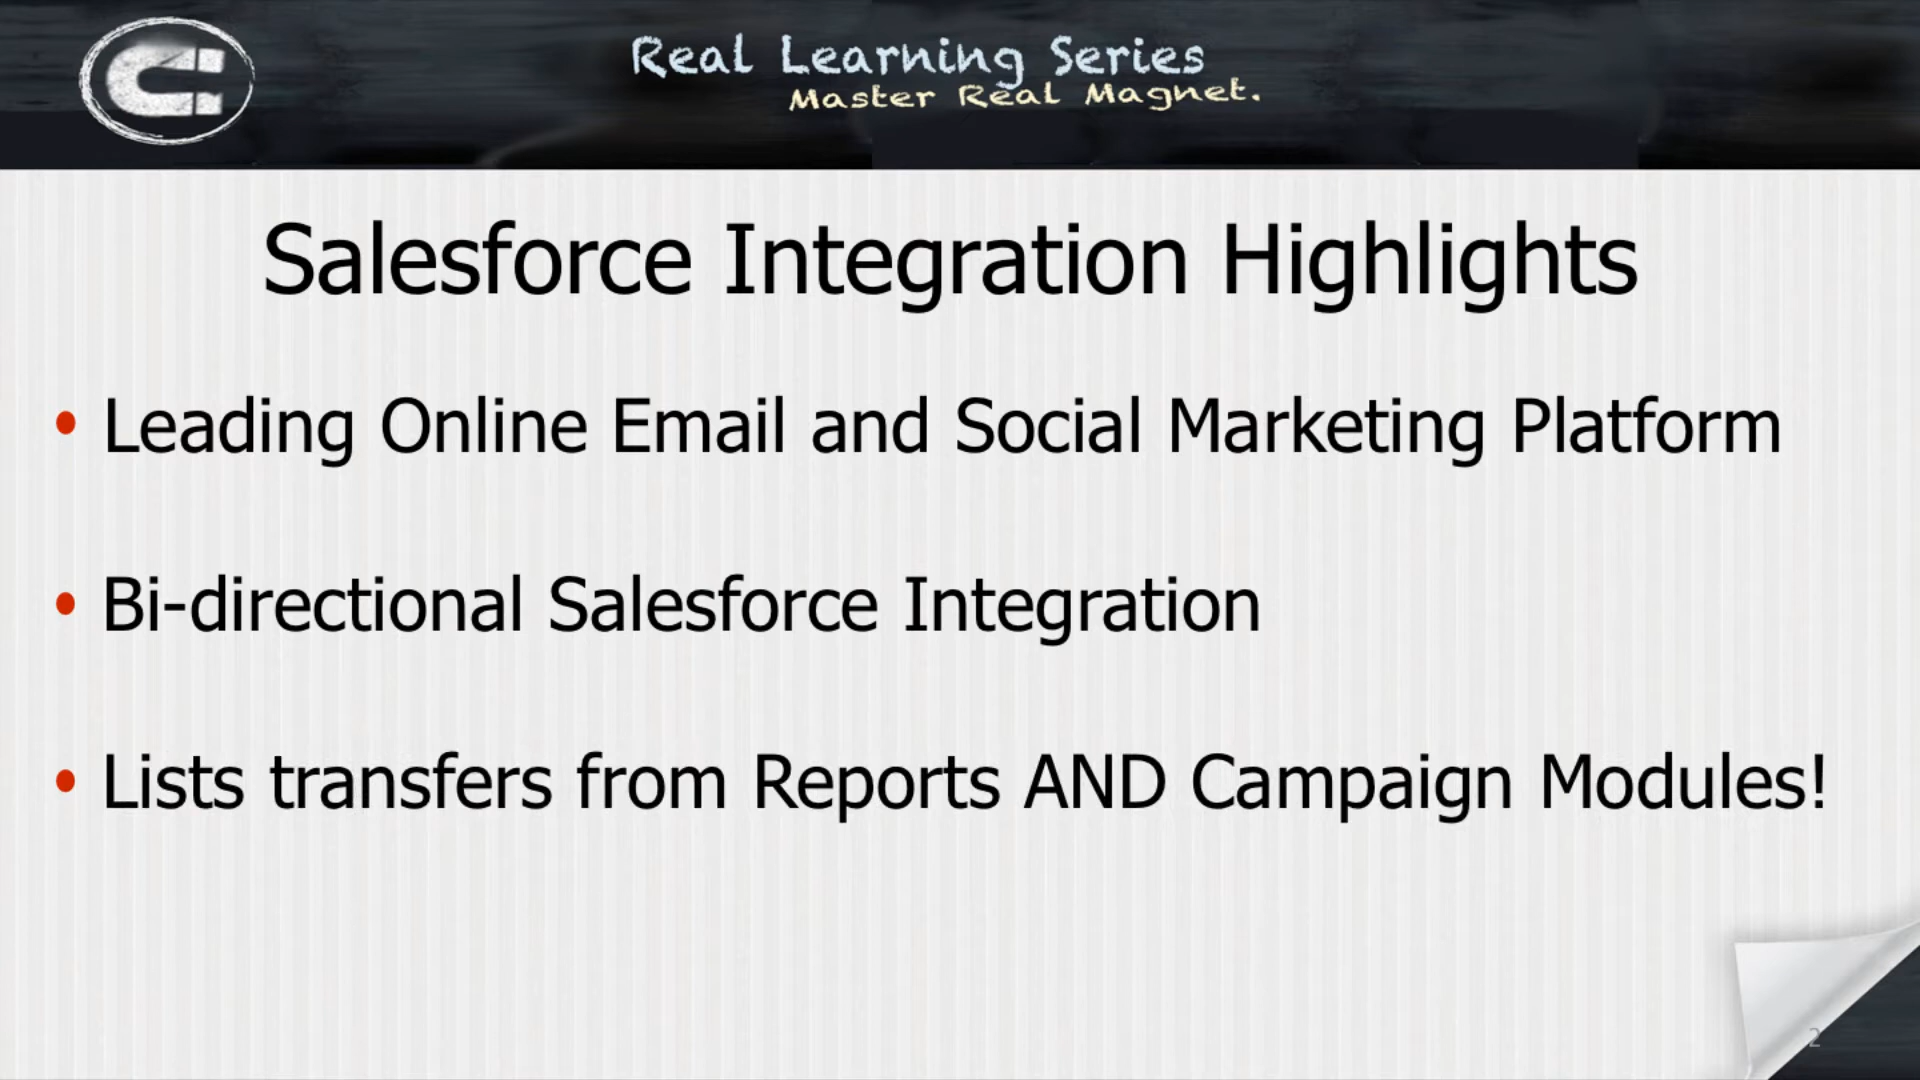 Real Learning Series
Master Real Magnet.
Salesforce Integration Highlights
• Leading Online Email and Social Marketing Platform
• Bi-directional Salesforce Integration
• Lists transfers from Reports AND Campaign Modules!
2